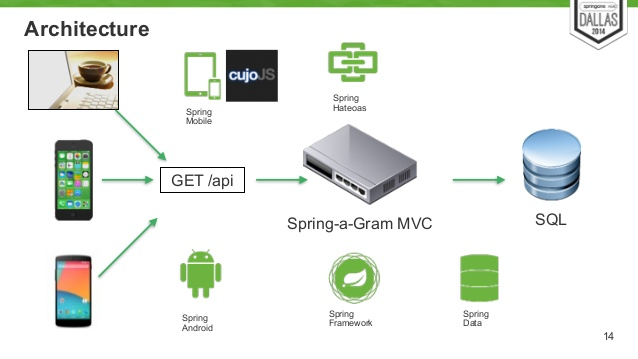 Architecture
springone 2GX
DALLAS
2014
cujoJS
Spring
Mobile
Spring
Hateoas
GET /api
Spring-a-Gram MVC
SQL
Spring
Android
Spring
Framework
Spring
Data
14